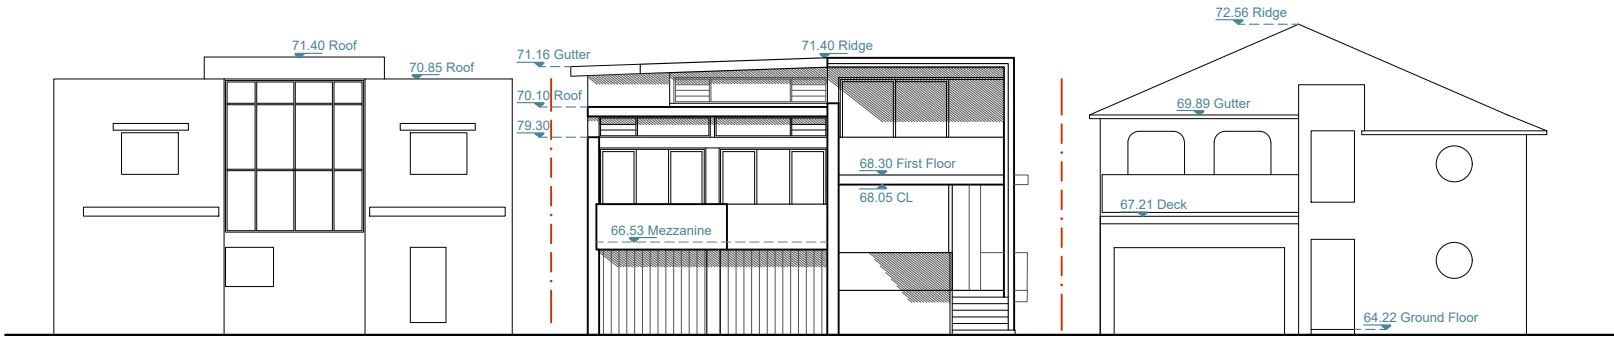 71.40 Roof
70.85 Roof
71.16 Gutter
70.10 Roof
79.30
71.40 Ridge
68.30 First Floor
68.05 CL
66.53 Mezzanine
72.56 Ridge
69.89 Gutter
67.21 Deck
64.22 Ground Floor